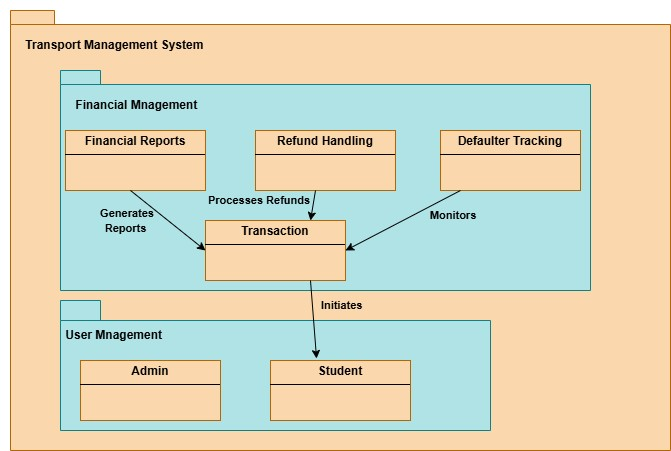 Transport Management System
Financial Mnagement
Financial Reports
Refund Handling
Defaulter Tracking
Processes Refunds
Generates
Reports
Monitors
Transaction
Initiates
User Mnagement
Admin
Student